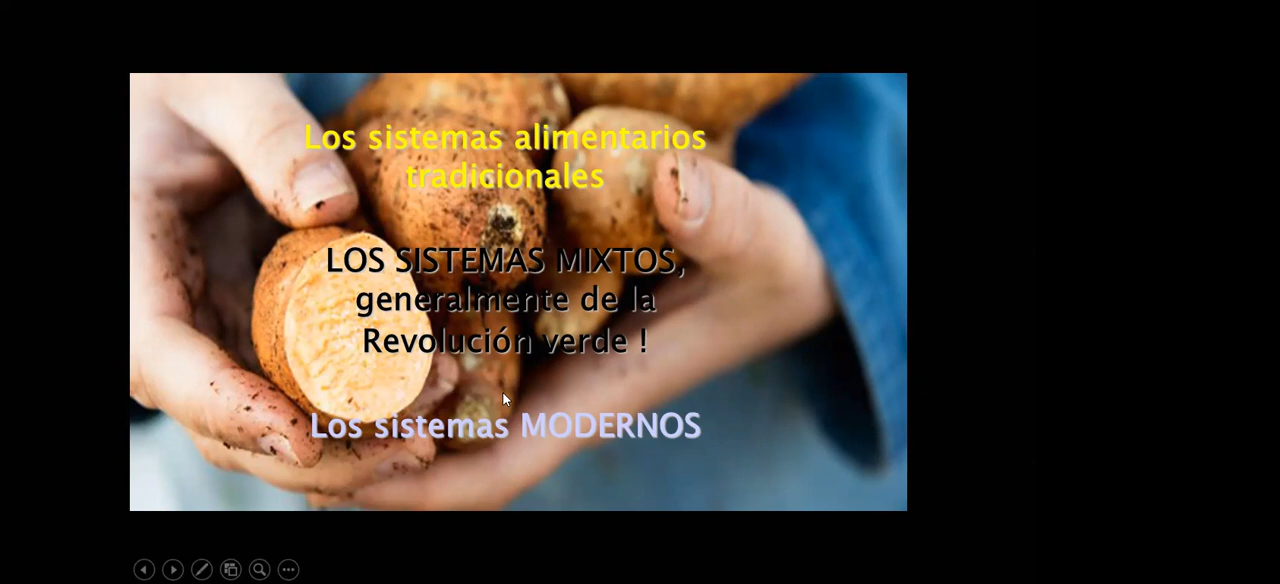 Los sistemas alimentarios
tradicionales
LOS SISTEMAS MIXTOS,
generalmente de la
Revolución verde !
Los sistemas MODERNOS